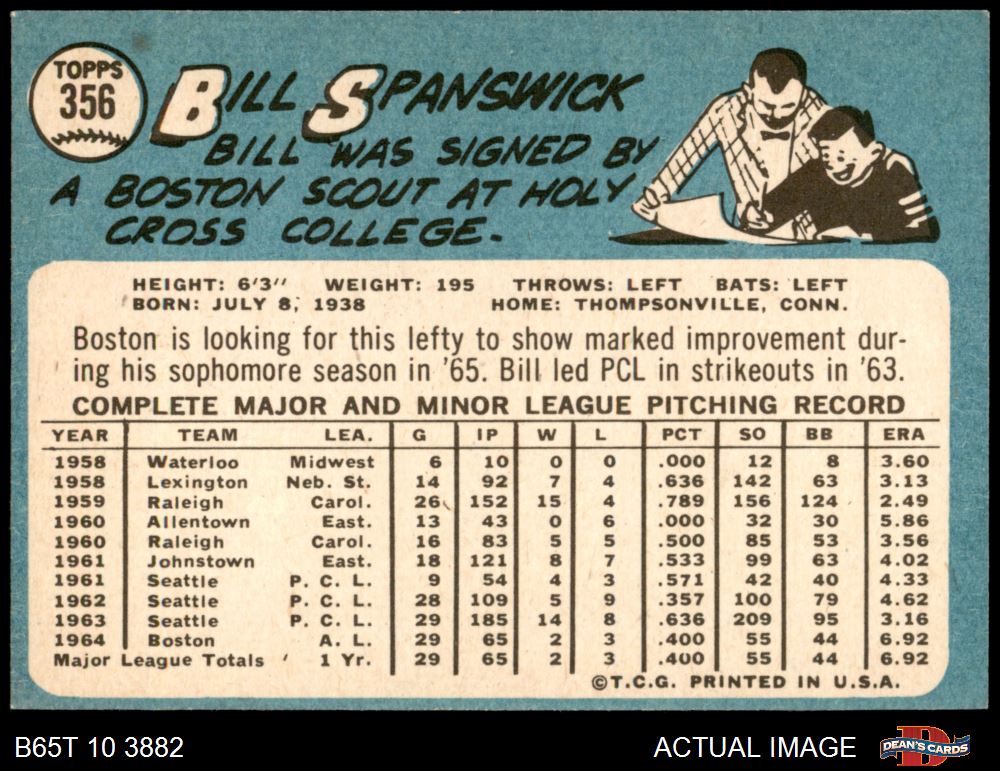 TOPPS
356
BILL SPANSWICK
BILL WAS SIGNED BY
A BOSTON SCOUT AT HOLY
CROSS COLLEGE.
HEIGHT: 6'3" WEIGHT: 195 THROWS: LEFT BATS: LEFT
BORN: JULY 8, 1938 HOME: THOMPSONVILLE, CONN.
Boston is looking for this lefty to show marked improvement dur-
ing his sophomore season in '65. Bill led PCL in strikeouts in '63.
COMPLETE MAJOR AND MINOR LEAGUE PITCHING RECORD
YEAR TEAM LEA. G IP W L PCT SO BB ERA
1958 Waterloo Midwest 6 10 0 0 .000 12 8 3.60
1958 Lexington Neb. St. 14 92 7 4 .636 142 63 3.13
1959 Raleigh Carol. 26 152 15 4 .789 156 124 2.49
1960 Allentown East. 13 43 0 6 .000 32 30 5.86
1960 Raleigh Carol. 16 83 5 5 .500 85 53 3.56
1961 Johnstown East. 18 121 8 7 .533 99 63 4.02
1961 Seattle P. C. L. 9 54 4 3 .571 42 40 4.33
1962 Seattle P. C. L. 28 109 5 9 .357 100 79 4.62
1963 Seattle P. C. L. 29 185 14 8 .636 209 95 3.16
1964 Boston A. L. 29 65 2 3 .400 55 44 6.92
Major League Totals 1 Yr. 29 65 2 3 .400 55 44 6.92
©T.C.G. PRINTED IN U.S.A.
B65T 10 3882 ACTUAL IMAGE DEAN'S CARDS